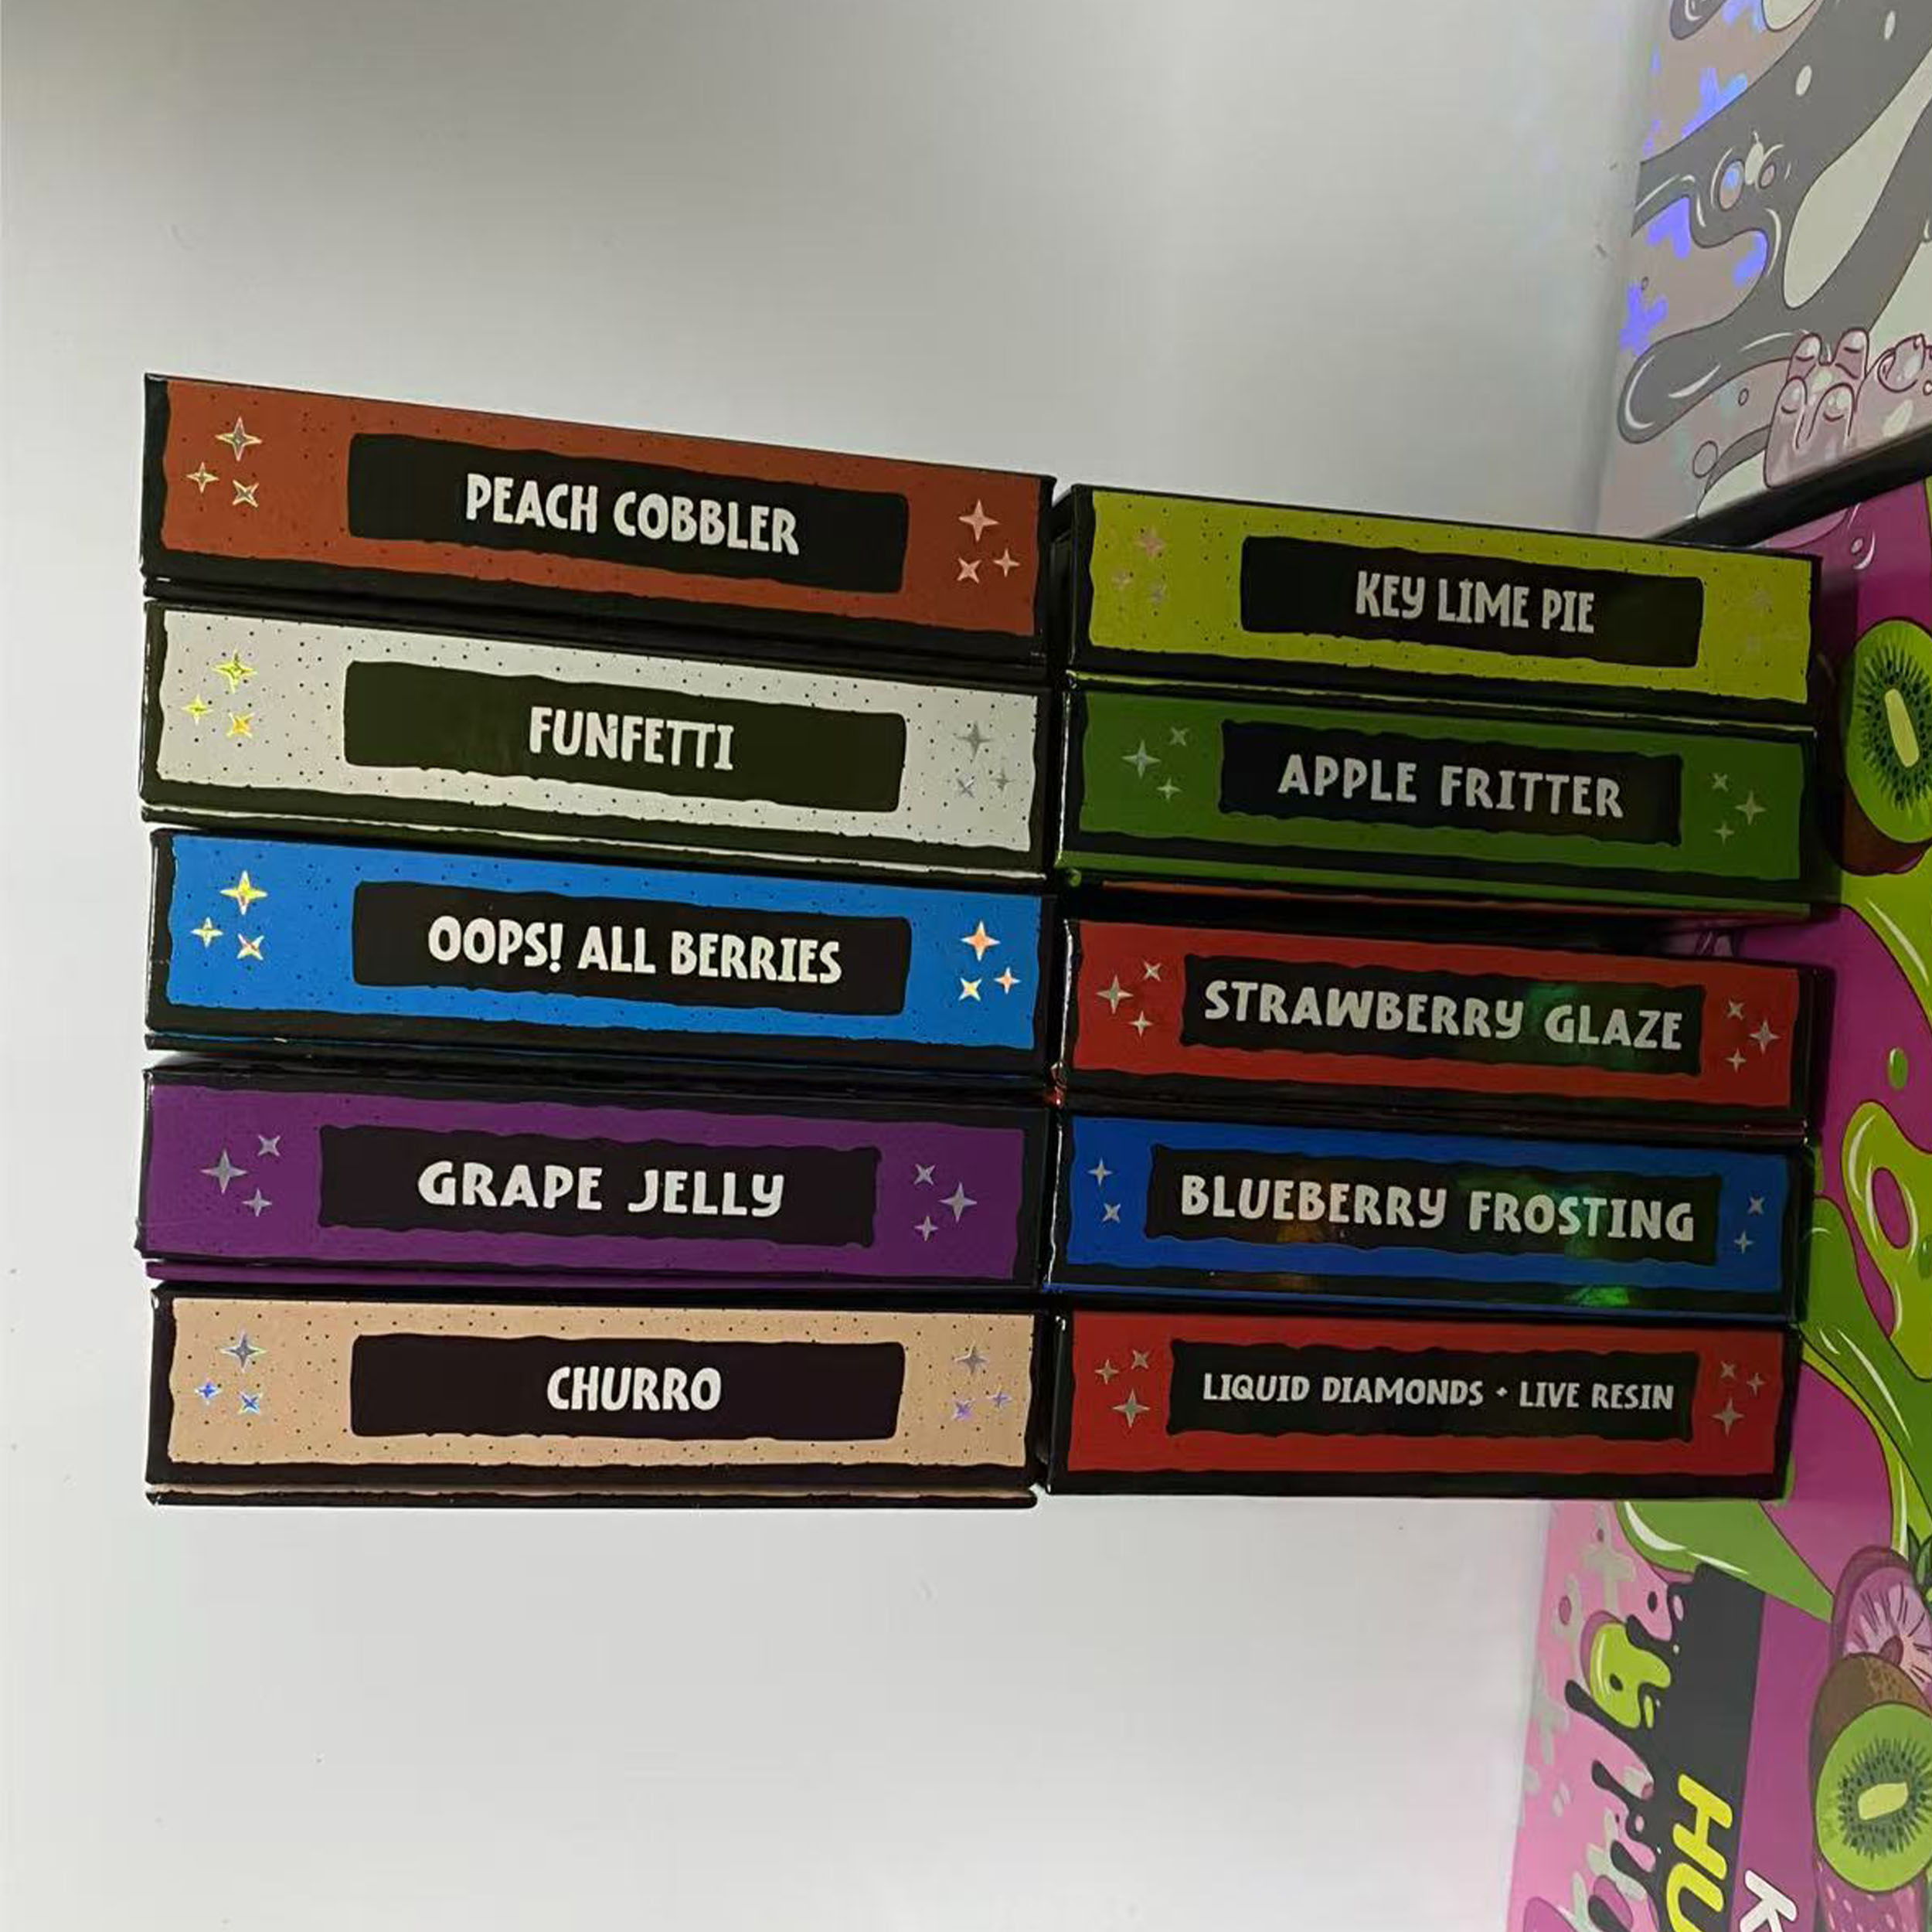 PEACH COBBLER
FUNFETTI
OOPS! ALL BERRIES
GRAPE JELLY
CHURRO
KEY LIME PIE
APPLE FRITTER
STRAWBERRY GLAZE
BLUEBERRY FROSTING
LIQUID DIAMONDS • LIVE RESIN